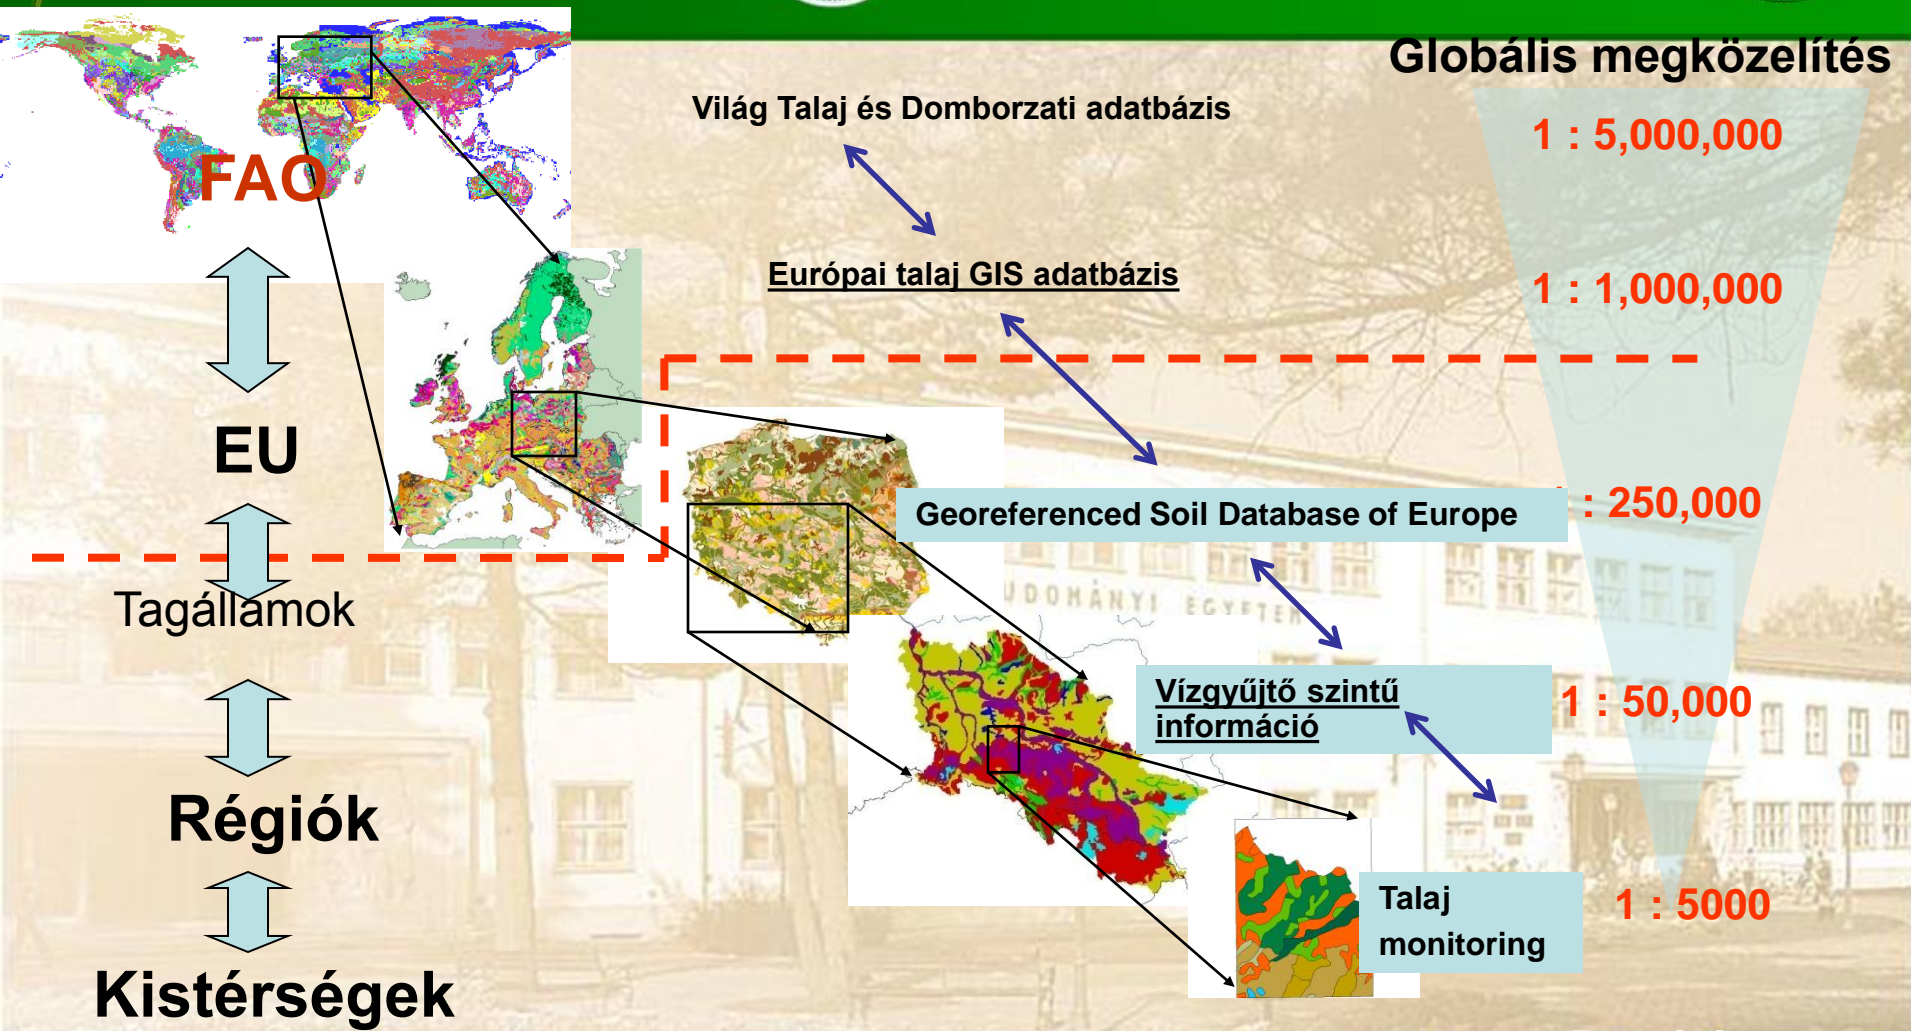 Globális megközelítés
Világ Talaj és Domborzati adatbázis
1 : 5,000,000
FAO
Európai talaj GIS adatbázis
1 : 1,000,000
EU
Georeferenced Soil Database of Europe
: 250,000
Tagállamok
UDOMÁNYI EGYETEM
Vízgyűjtő szintű
információ
1 : 50,000
Régiók
Talaj
monitoring
1 : 5000
Kistérségek